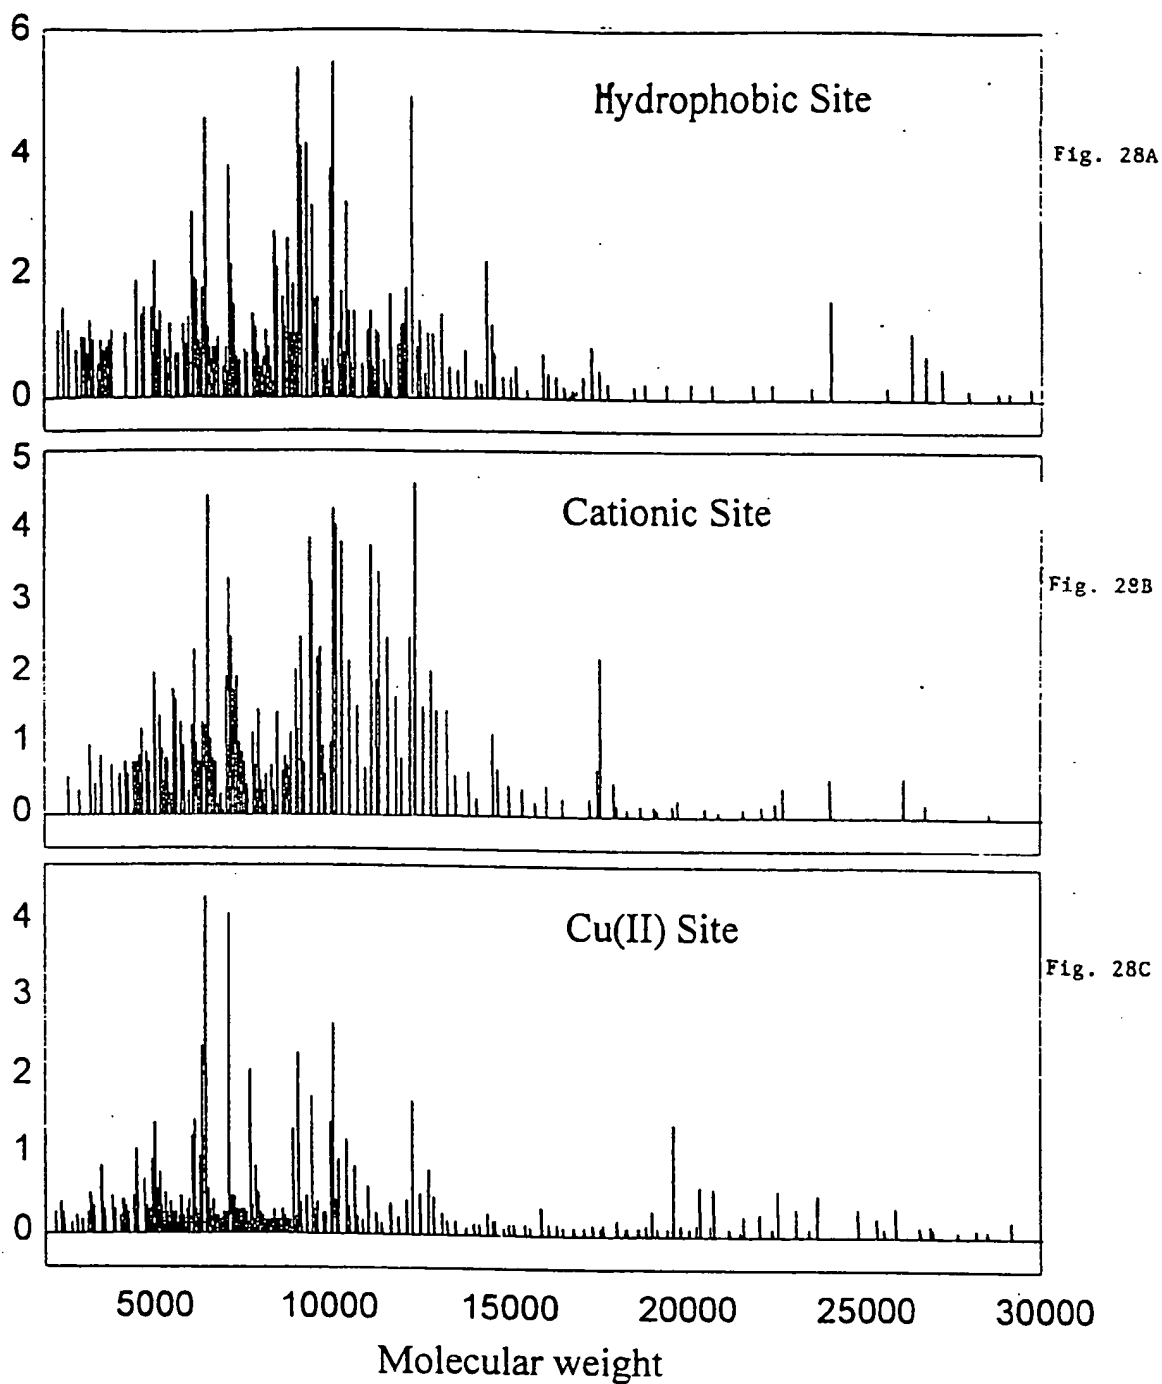 6
4
2
0
Hydrophobic Site
Fig. 28A
5
4
3
2
1
0
Cationic Site
Fig. 28B
4
3
2
1
0
Cu(II) Site
Fig. 28C
5000 10000 15000 20000 25000 30000
Molecular weight